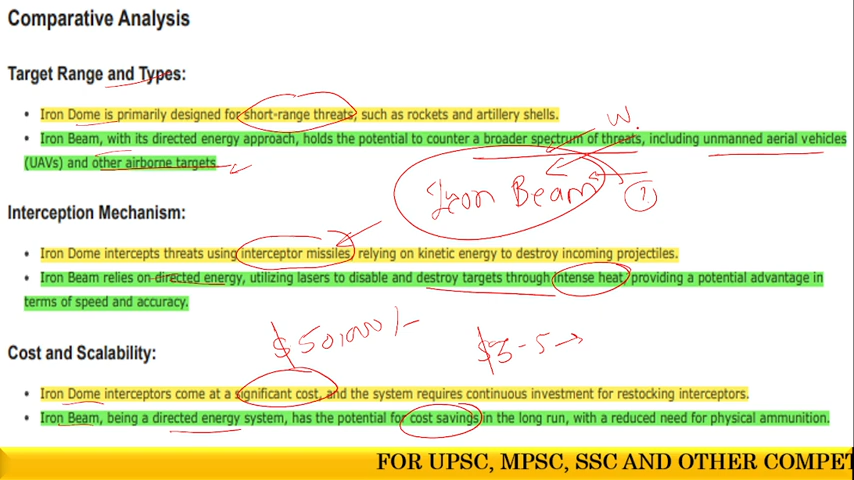 Comparative Analysis
Target Range and Types:
• Iron Dome is primarily designed for short-range threats, such as rockets and artillery shells.
• Iron Beam, with its directed energy approach, holds the potential to counter a broader spectrum of threats, including unmanned aerial vehicles
(UAVs) and other airborne targets
W.
Iron Beam
Interception Mechanism:
• Iron Dome intercepts threats using interceptor missiles, relying on kinetic energy to destroy incoming projectiles.
• Iron Beam relies on directed energy, utilizing lasers to disable and destroy targets through intense heat, providing a potential advantage in
terms of speed and accuracy.
$50,000/-
$3-5
Cost and Scalability:
• Iron Dome interceptors come at a significant cost, and the system requires continuous investment for restocking interceptors.
• Iron Beam, being a directed energy system, has the potential for cost savings in the long run, with a reduced need for physical ammunition.
FOR UPSC, MPSC, SSC AND OTHER COMPET